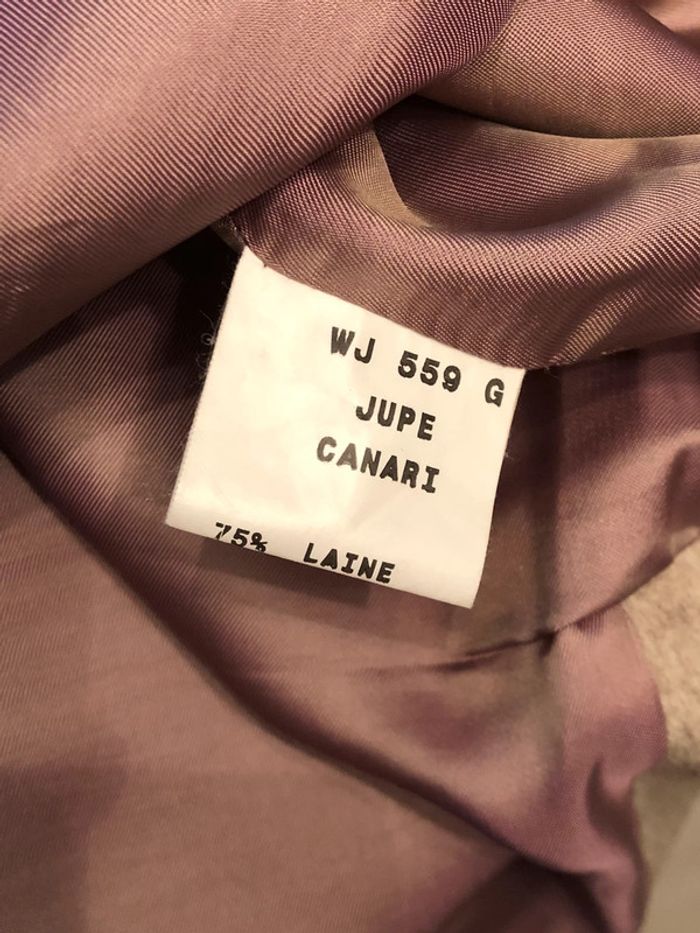 WJ 559 G
JUPE
CANARI
75% LAINE